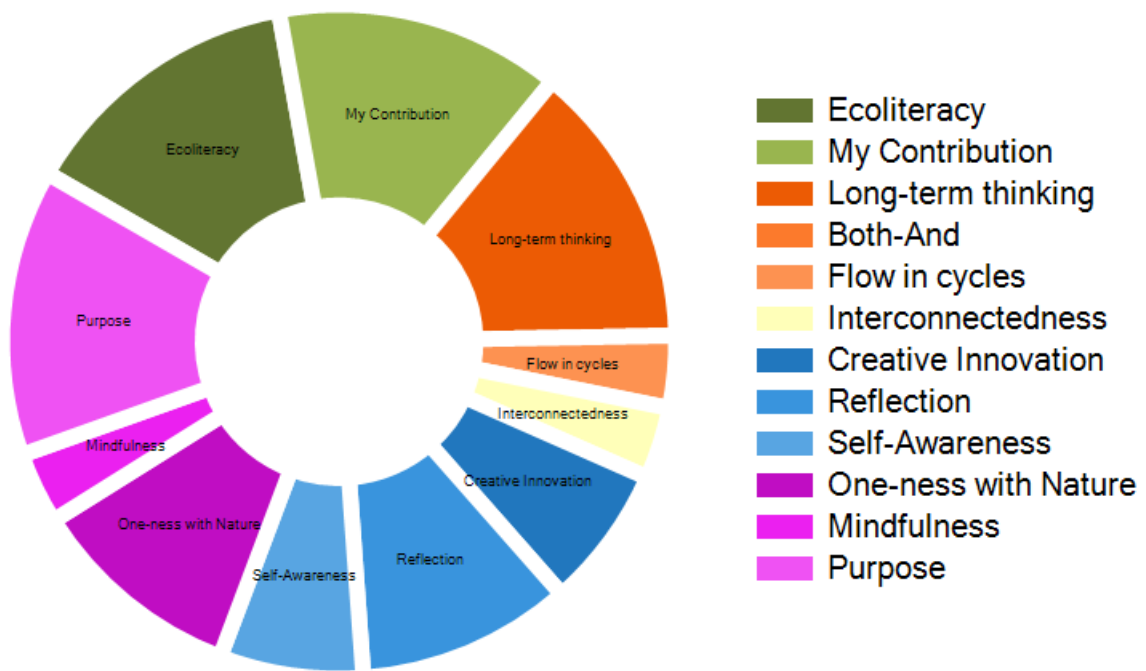 My Contribution
Ecoliteracy
Long-term thinking
Purpose
Flow in cycles
Interconnectedness
Mindfulness
Creative Innovation
One-ness with Nature
Reflection
Self-Awareness
Ecoliteracy
My Contribution
Long-term thinking
Both-And
Flow in cycles
Interconnectedness
Creative Innovation
Reflection
Self-Awareness
One-ness with Nature
Mindfulness
Purpose